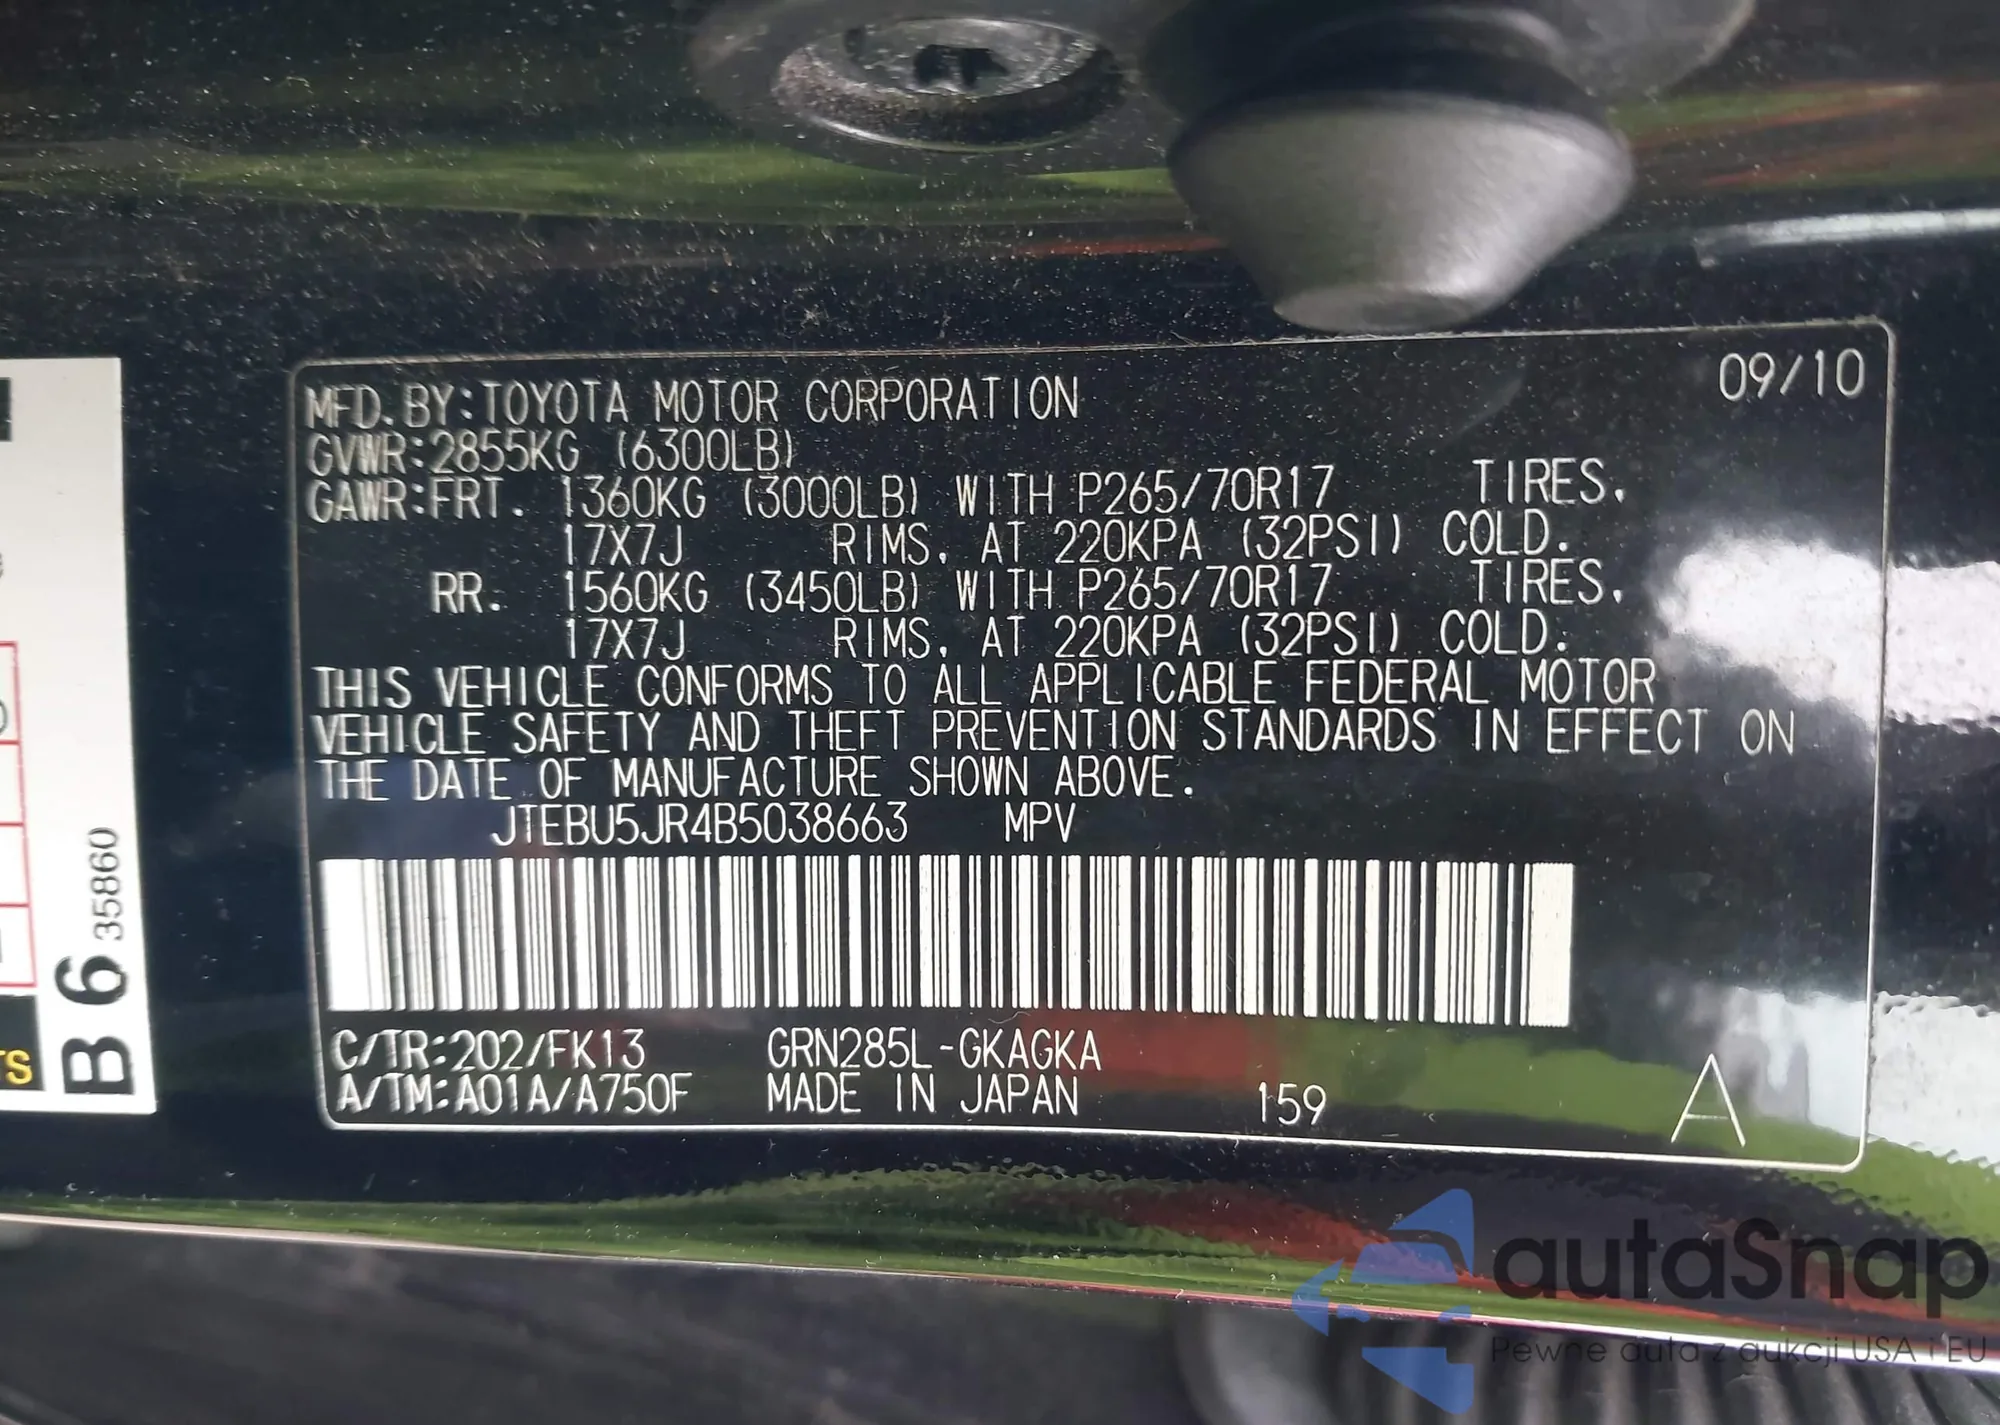 09/10
MFD. BY: TOYOTA MOTOR CORPORATION
GVWR: 2855KG (6300LB)
GAWR: FRT. 1360KG (3000LB) WITH P265/70R17 TIRES.
17X7J RIMS, AT 220KPA (32PSI) COLD.
RR. 1560KG (3450LB) WITH P265/70R17 TIRES.
17X7J RIMS, AT 220KPA (32PSI) COLD.
THIS VEHICLE CONFORMS TO ALL APPLICABLE FEDERAL MOTOR
VEHICLE SAFETY AND THEFT PREVENTION STANDARDS IN EFFECT ON
THE DATE OF MANUFACTURE SHOWN ABOVE.
JTEBU5JR4B5038663 MPV
C/TR: 202/FK13 GRN285L-GKAGKA
A/TM: A01A/A750F MADE IN JAPAN 159 A
B6 35860
TS
autaSnap
Pewne auta z aukcji USA i EU